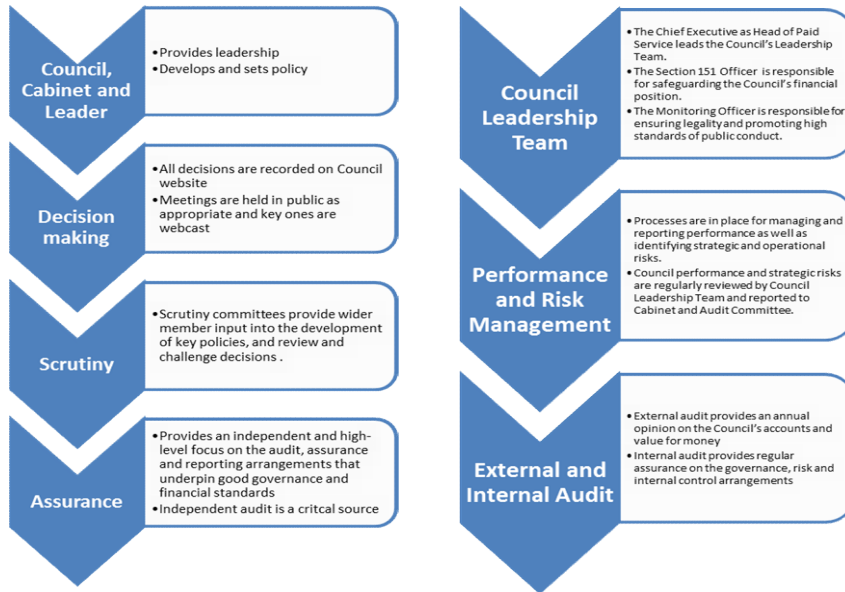 Council,
Cabinet and
Leader
•Provides leadership
•Develops and sets policy
Decision
making
•All decisions are recorded on Council
website
•Meetings are held in public as
appropriate and key ones are
webcast
Scrutiny
•Scrutiny committees provide wider
member input into the development
of key policies, and review and
challenge decisions .
Assurance
•Provides an independent and high-
level focus on the audit, assurance
and reporting arrangements that
underpin good governance and
financial standards
•Independent audit is a critcal source
Council
Leadership
Team
•The Chief Executive as Head of Paid
Service leads the Council's Leadership
Team.
•The Section 151 Officer is responsible
for safeguarding the Council's financial
position.
•The Monitoring Officer is responsible for
ensuring legality and promoting high
standards of public conduct.
Performance
and Risk
Management
•Processes are in place for managing and
reporting performance as well as
identifying strategic and operational
risks.
•Council performance and strategic risks
are regularly reviewed by Council
Leadership Team and reported to
Cabinet and Audit Committee.
External and
Internal Audit
•External audit provides an annual
opinion on the Council's accounts and
value for money
•Internal audit provides regular
assurance on the governance, risk and
internal control arrangements